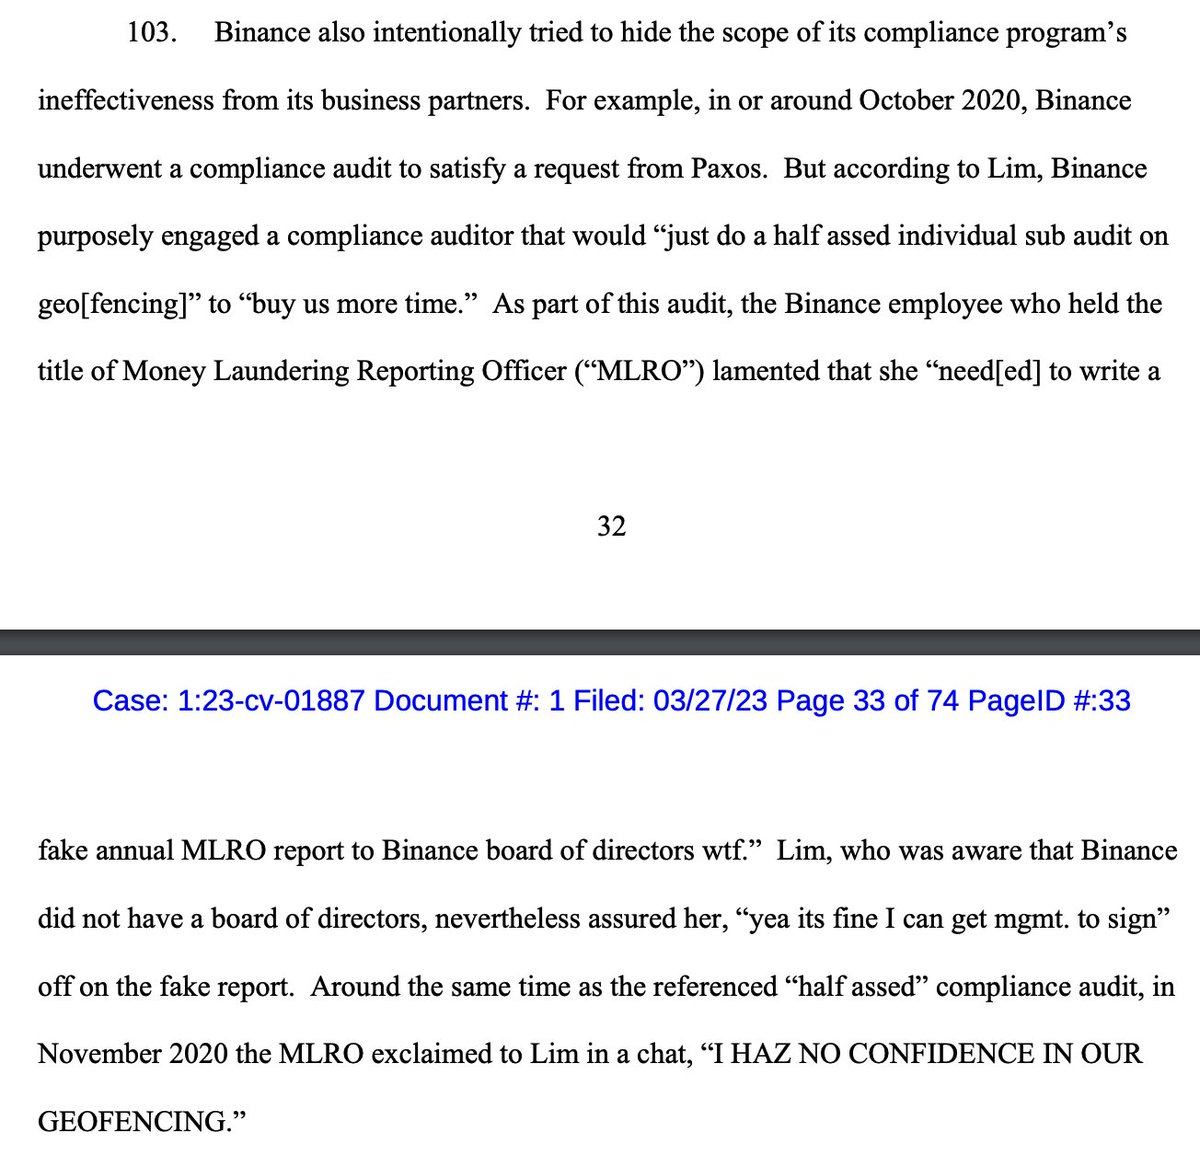 103. Binance also intentionally tried to hide the scope of its compliance program’s
ineffectiveness from its business partners. For example, in or around October 2020, Binance
underwent a compliance audit to satisfy a request from Paxos. But according to Lim, Binance
purposely engaged a compliance auditor that would “just do a half assed individual sub audit on
geo[fencing]” to “buy us more time.” As part of this audit, the Binance employee who held the
title of Money Laundering Reporting Officer (“MLRO”) lamented that she “need[ed] to write a
32
Case: 1:23-cv-01887 Document #: 1 Filed: 03/27/23 Page 33 of 74 PageID #:33
fake annual MLRO report to Binance board of directors wtf.” Lim, who was aware that Binance
did not have a board of directors, nevertheless assured her, “yea its fine I can get mgmt. to sign”
off on the fake report. Around the same time as the referenced “half assed” compliance audit, in
November 2020 the MLRO exclaimed to Lim in a chat, “I HAZ NO CONFIDENCE IN OUR
GEOFENCING.”